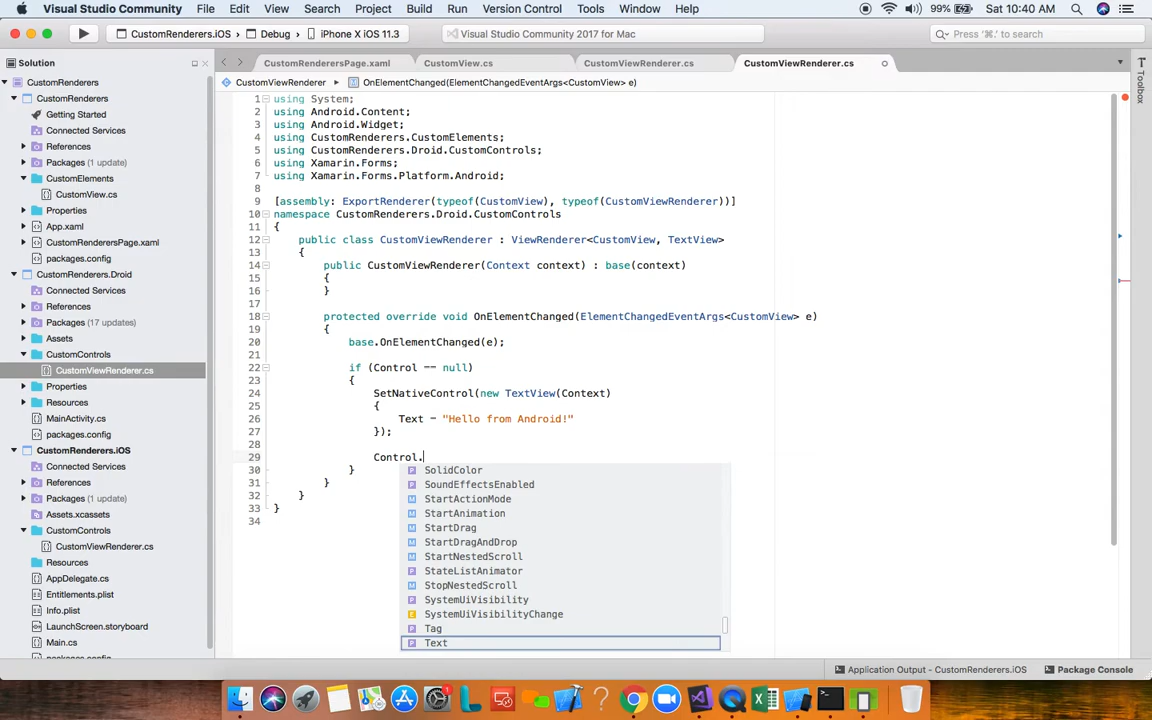 Visual Studio Community File Edit View Search Project Build Run Version Control Tools Window Help 99% Sat 10:40 AM
CustomRenderers.iOS Debug iPhone X iOS 11.3 Visual Studio Community 2017 for Mac Press '⌘.' to search
Solution
CustomRenderersPage.xaml CustomView.cs CustomViewRenderer.cs CustomViewRenderer.cs
CustomViewRenderer OnElementChanged(ElementChangedEventArgs<CustomView> e)
Toolbox
CustomRenderers
CustomRenderers
Getting Started
Connected Services
References
Packages (1 update)
CustomElements
CustomView.cs
Properties
App.xaml
CustomRenderersPage.xaml
packages.config
CustomRenderers.Droid
Connected Services
References
Packages (17 updates)
Assets
CustomControls
CustomViewRenderer.cs
Properties
Resources
MainActivity.cs
packages.config
CustomRenderers.iOS
Connected Services
References
Packages (1 update)
Assets.xcassets
CustomControls
CustomViewRenderer.cs
Resources
AppDelegate.cs
Entitlements.plist
Info.plist
LaunchScreen.storyboard
Main.cs
packages.config
1 using System;
2 using Android.Content;
3 using Android.Widget;
4 using CustomRenderers.CustomElements;
5 using CustomRenderers.Droid.CustomControls;
6 using Xamarin.Forms;
7 using Xamarin.Forms.Platform.Android;
8
9 [assembly: ExportRenderer(typeof(CustomView), typeof(CustomViewRenderer))]
10 namespace CustomRenderers.Droid.CustomControls
11 {
12 public class CustomViewRenderer : ViewRenderer<CustomView, TextView>
13 {
14 public CustomViewRenderer(Context context) : base(context)
15 {
16 }
17
18 protected override void OnElementChanged(ElementChangedEventArgs<CustomView> e)
19 {
20 base.OnElementChanged(e);
21
22 if (Control == null)
23 {
24 SetNativeControl(new TextView(Context)
25 {
26 Text = "Hello from Android!"
27 });
28
29 Control.
30 }
31 }
32 }
33 }
34
SolidColor
SoundEffectsEnabled
StartActionMode
StartAnimation
StartDrag
StartDragAndDrop
StartNestedScroll
StateListAnimator
StopNestedScroll
SystemUiVisibility
SystemUiVisibilityChange
Tag
Text
Application Output - CustomRenderers.iOS Package Console